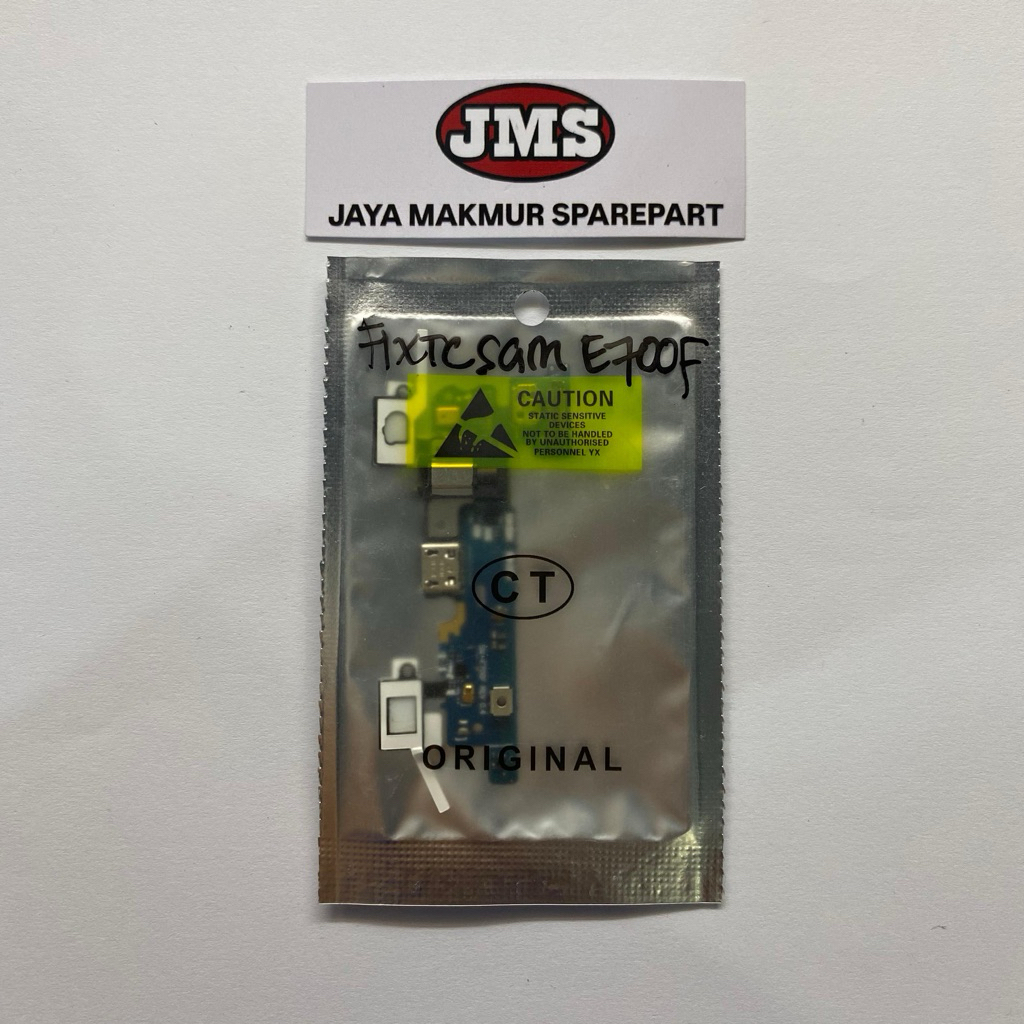 JMS
JAYA MAKMUR SPAREPART
FlxTC sam E700F
CAUTION
STATIC SENSITIVE
DEVICES
NOT TO BE HANDLED
BY UNAUTHORISED
PERSONNEL YX
CT
ORIGINAL